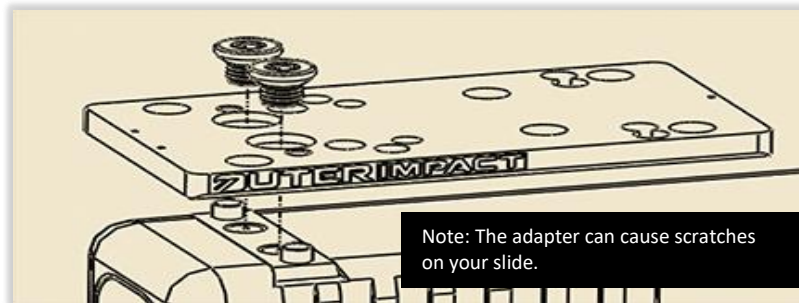 OUTERIMPACT
Note: The adapter can cause scratches
on your slide.